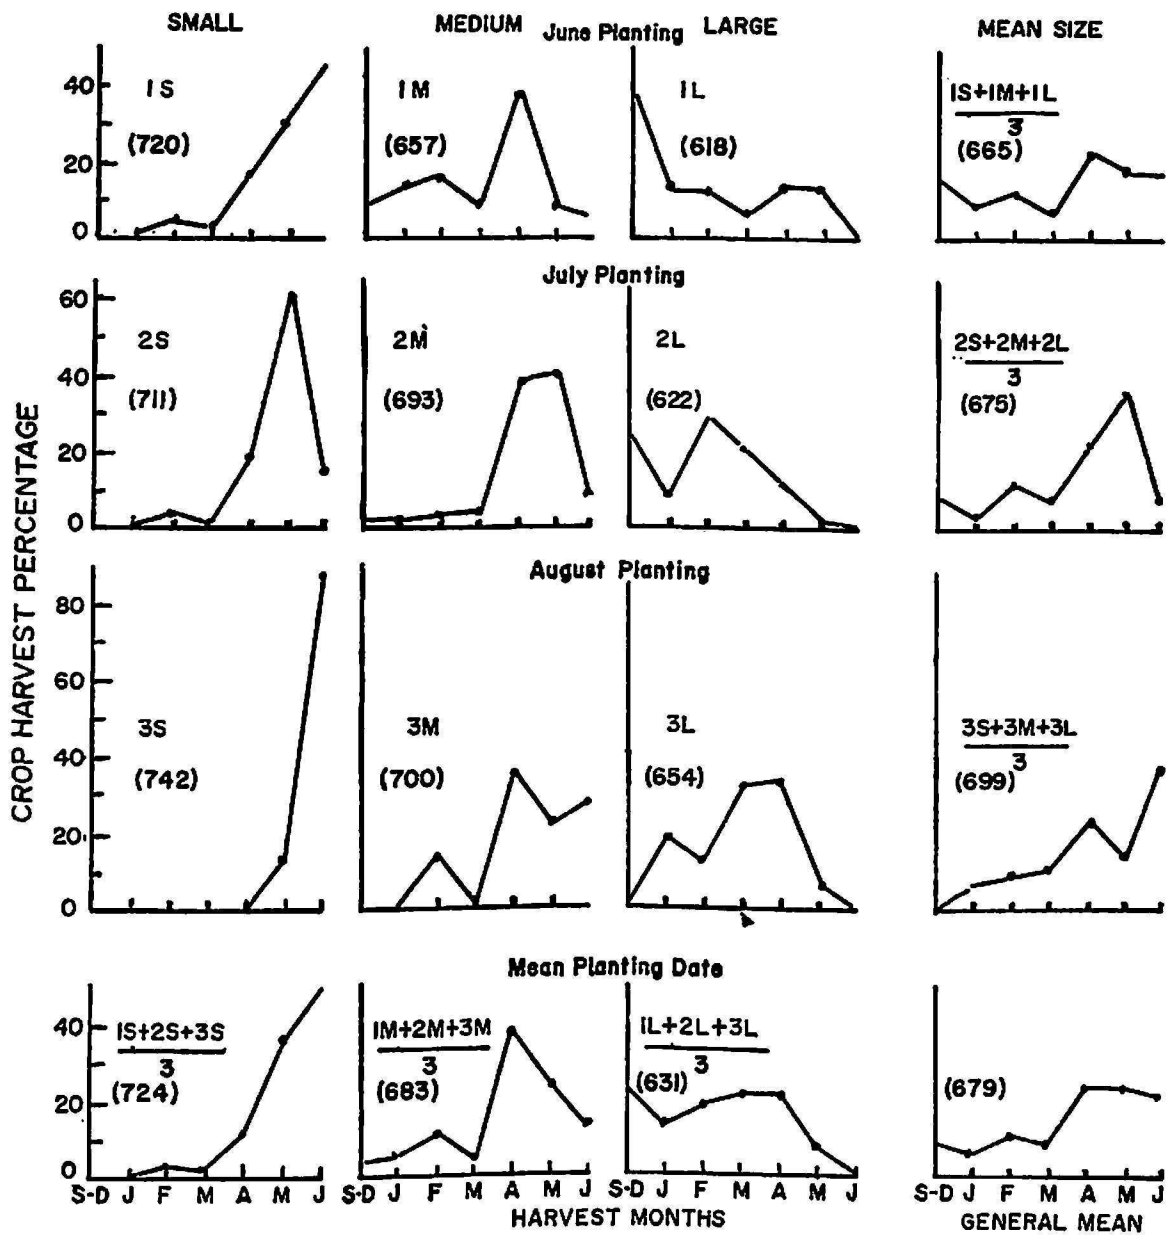 SMALL MEDIUM LARGE MEAN SIZE
June Planting
40
20
0
1S
(720)
1M
(657)
1L
(618)
1S+1M+1L
3
(665)
July Planting
60
40
20
0
2S
(711)
2M
(693)
2L
(622)
2S+2M+2L
3
(675)
August Planting
80
60
40
20
0
3S
(742)
3M
(700)
3L
(654)
3S+3M+3L
3
(699)
Mean Planting Date
40
20
0
1S+2S+3S
3
(724)
1M+2M+3M
3
(683)
1L+2L+3L
3
(631)
(679)
S-D J F M A M J S-D J F M A M J S-D J F M A M J S-D J F M A M J
HARVEST MONTHS
GENERAL MEAN
CROP HARVEST PERCENTAGE